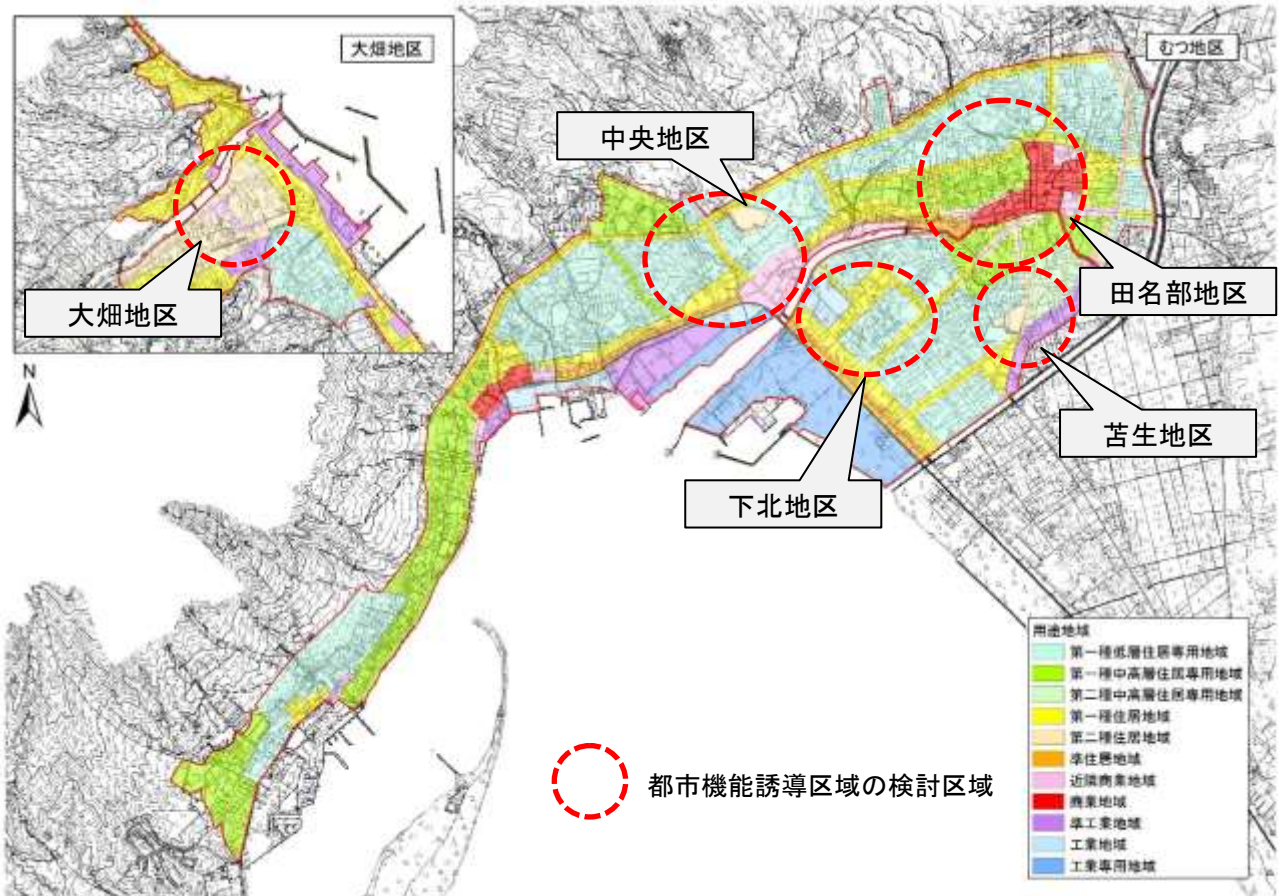 大畑地区
むつ地区
中央地区
大畑地区
田名部地区
苫生地区
下北地区
N
都市機能誘導区域の検討区域
用途地域
第一種低層住居専用地域
第一種中高層住居専用地域
第二種中高層住居専用地域
第一種住居地域
第二種住居地域
準住居地域
近隣商業地域
商業地域
準工業地域
工業地域
工業専用地域